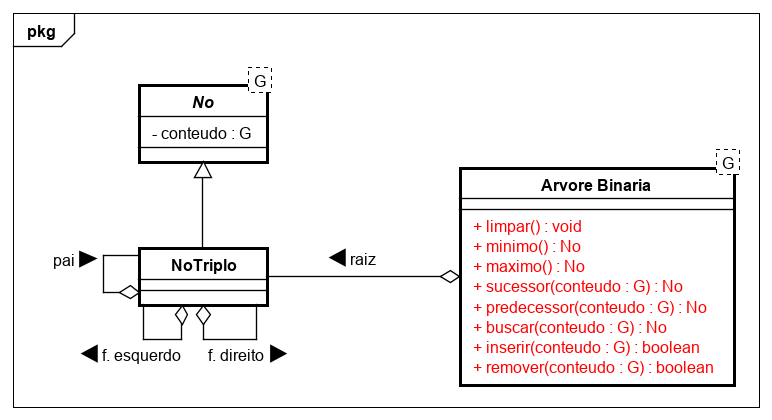 pkg
G
No
- conteudo : G
G
Arvore Binaria
+ limpar() : void
+ minimo() : No
+ maximo() : No
+ sucessor(conteudo : G) : No
+ predecessor(conteudo : G) : No
+ buscar(conteudo : G) : No
+ inserir(conteudo : G) : boolean
+ remover(conteudo : G) : boolean
pai
NoTriplo
raiz
f. esquerdo
f. direito